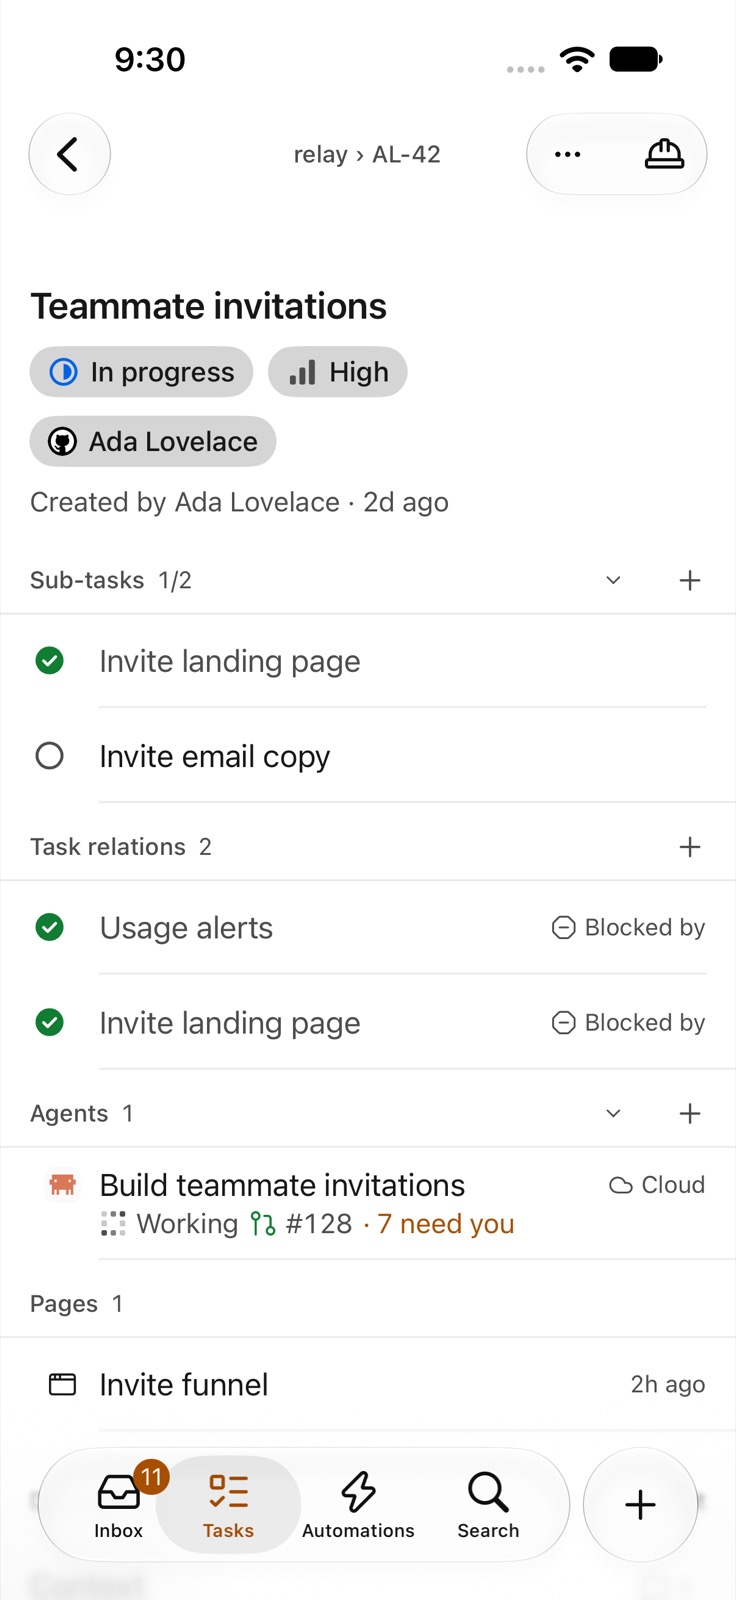 9:30
relay › AL-42
Teammate invitations
In progress
High
Ada Lovelace
Created by Ada Lovelace · 2d ago
Sub-tasks 1/2
Invite landing page
Invite email copy
Task relations 2
Usage alerts
Blocked by
Invite landing page
Blocked by
Agents 1
Build teammate invitations
Cloud
Working #128 · 7 need you
Pages 1
Invite funnel
2h ago
11
Inbox
Tasks
Automations
Search